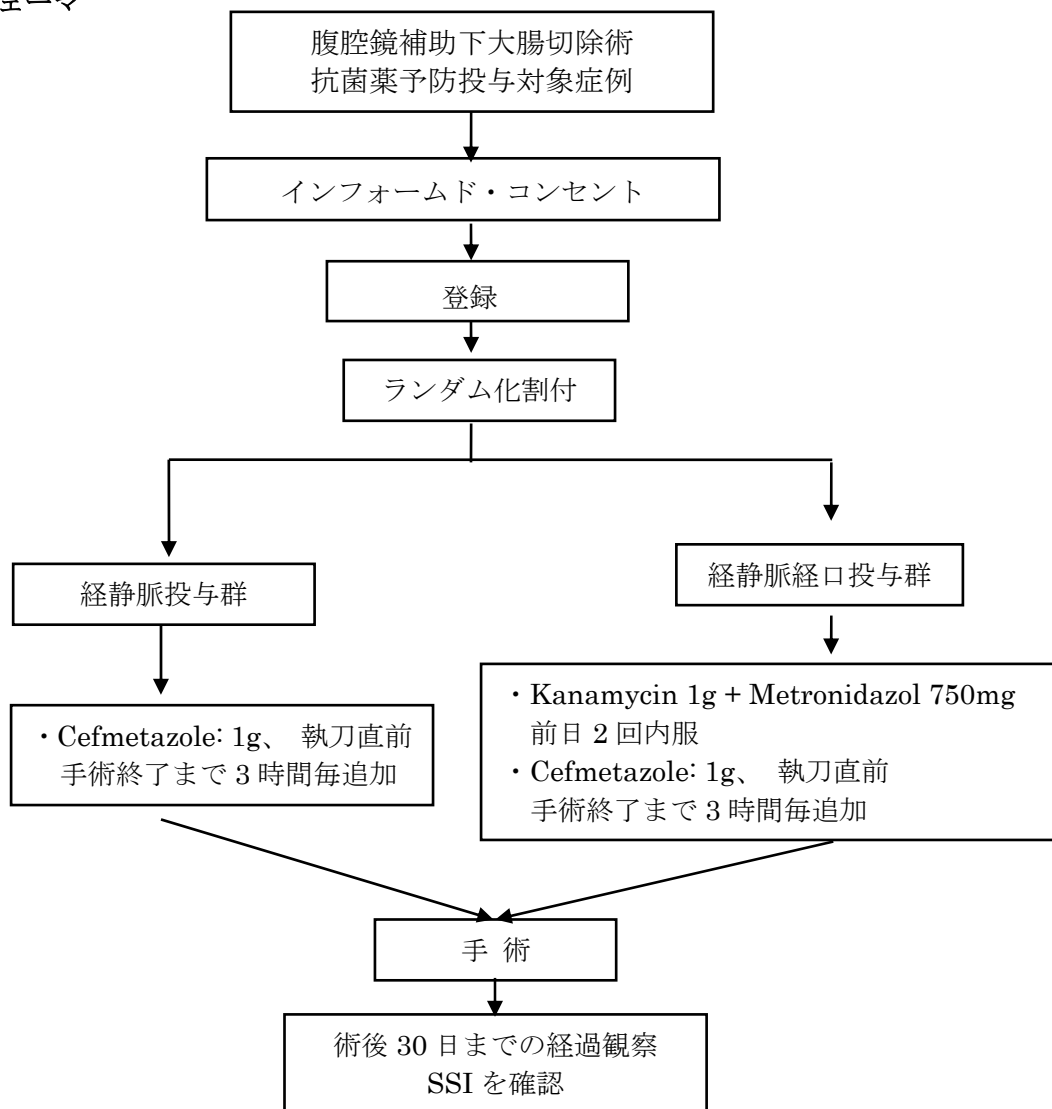 ェーマ
腹腔鏡補助下大腸切除術
抗菌薬予防投与対象症例
インフォームド・コンセント
登録
ランダム化割付
経静脈投与群
経静脈経口投与群
・Cefmetazole: 1g、 執刀直前
手術終了まで 3 時間毎追加
・Kanamycin 1g + Metronidazol 750mg
前日 2 回内服
・Cefmetazole: 1g、 執刀直前
手術終了まで 3 時間毎追加
手 術
術後 30 日までの経過観察
SSI を確認